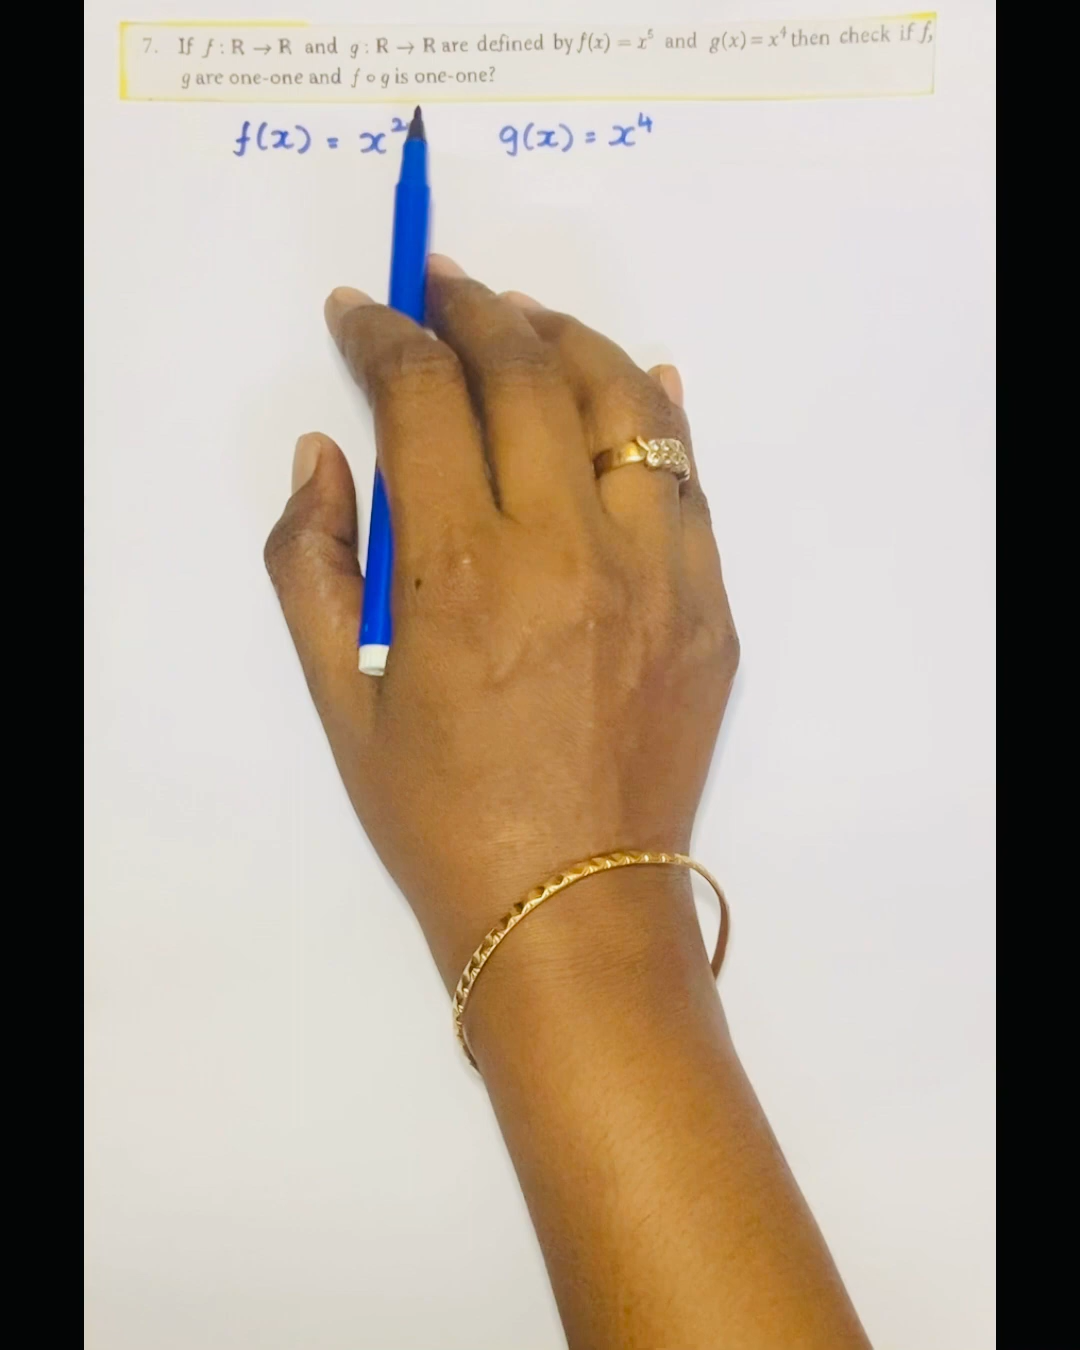 7. If f : R → R and g : R → R are defined by f(x) = x⁵ and g(x) = x⁴ then check if f,
g are one-one and f ∘ g is one-one?
f(x) = x² g(x) = x⁴